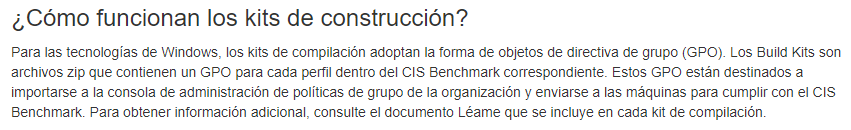 ¿Cómo funcionan los kits de construcción?
Para las tecnologías de Windows, los kits de compilación adoptan la forma de objetos de directiva de grupo (GPO). Los Build Kits son
archivos zip que contienen un GPO para cada perfil dentro del CIS Benchmark correspondiente. Estos GPO están destinados a
importarse a la consola de administración de políticas de grupo de la organización y enviarse a las máquinas para cumplir con el CIS
Benchmark. Para obtener información adicional, consulte el documento Léame que se incluye en cada kit de compilación.